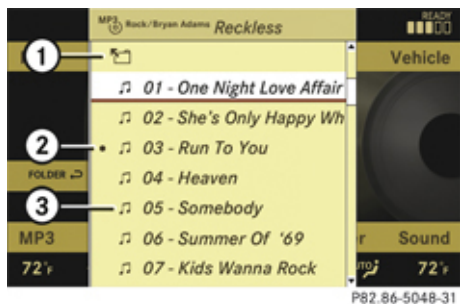 MP3 Rock/Bryan Adams Reckless
READY
1
Vehicle
01 - One Night Love Affair
02 - She's Only Happy Wh
2
03 - Run To You
FOLDER
04 - Heaven
3
05 - Somebody
MP3
06 - Summer Of '69
r
Sound
72°F
07 - Kids Wanna Rock
72°F
P82.86-5048-31